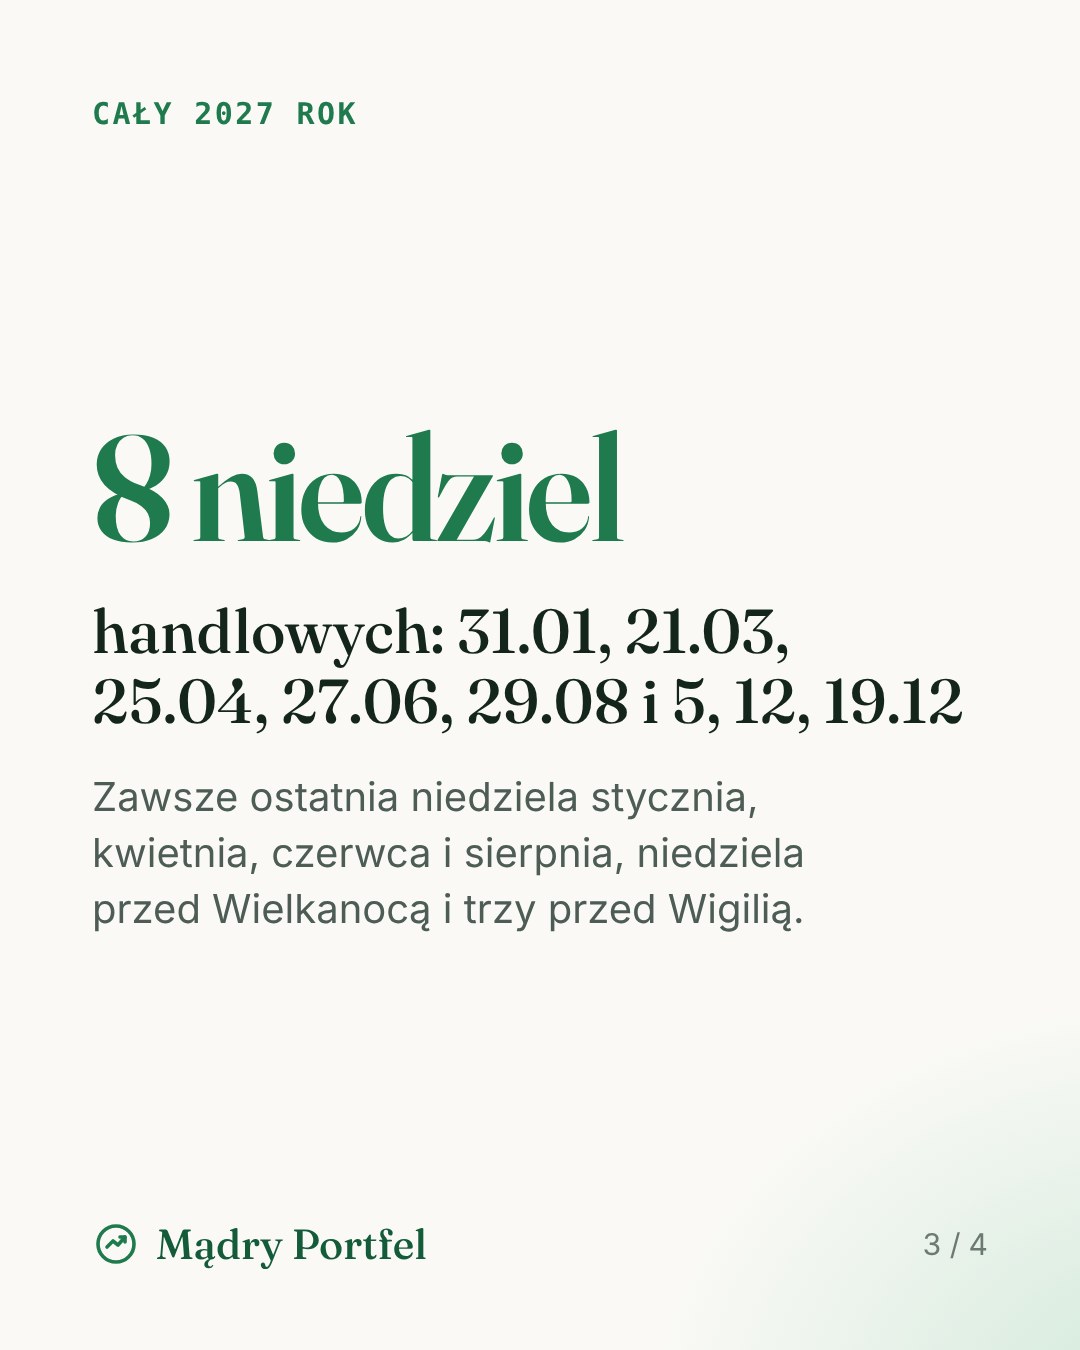 CAŁY 2027 ROK
8 niedziel
handlowych: 31.01, 21.03,
25.04, 27.06, 29.08 i 5, 12, 19.12
Zawsze ostatnia niedziela stycznia,
kwietnia, czerwca i sierpnia, niedziela
przed Wielkanocą i trzy przed Wigilią.
Mądry Portfel
3 / 4